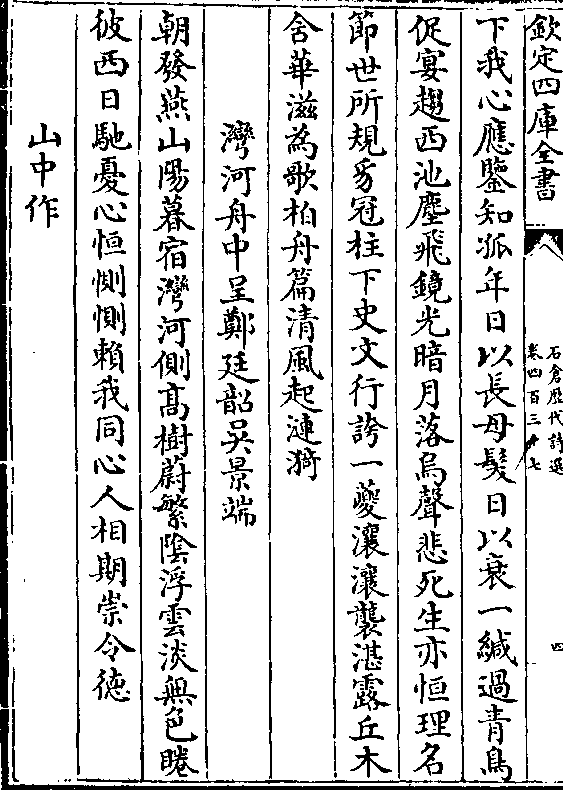 欽定四庫全書
石倉歷代詩選
卷四百三十七
四
下我心應鑒知孤年日以長母髮日以衰一緘過青鳥
促宴趨西池塵飛鏡光暗月落烏聲悲死生亦恒理名
節世所規豸冠柱下史文行誇一夔瀼瀼襲湛露丘木
含華滋為歌柏舟篇清風起漣漪
灣河舟中呈鄭廷韶吳景端
朝發燕山陽暮宿灣河側高樹蔚繁陰浮雲淡無色睠
彼西日馳憂心恒惻惻賴我同心人相期崇令德
山中作